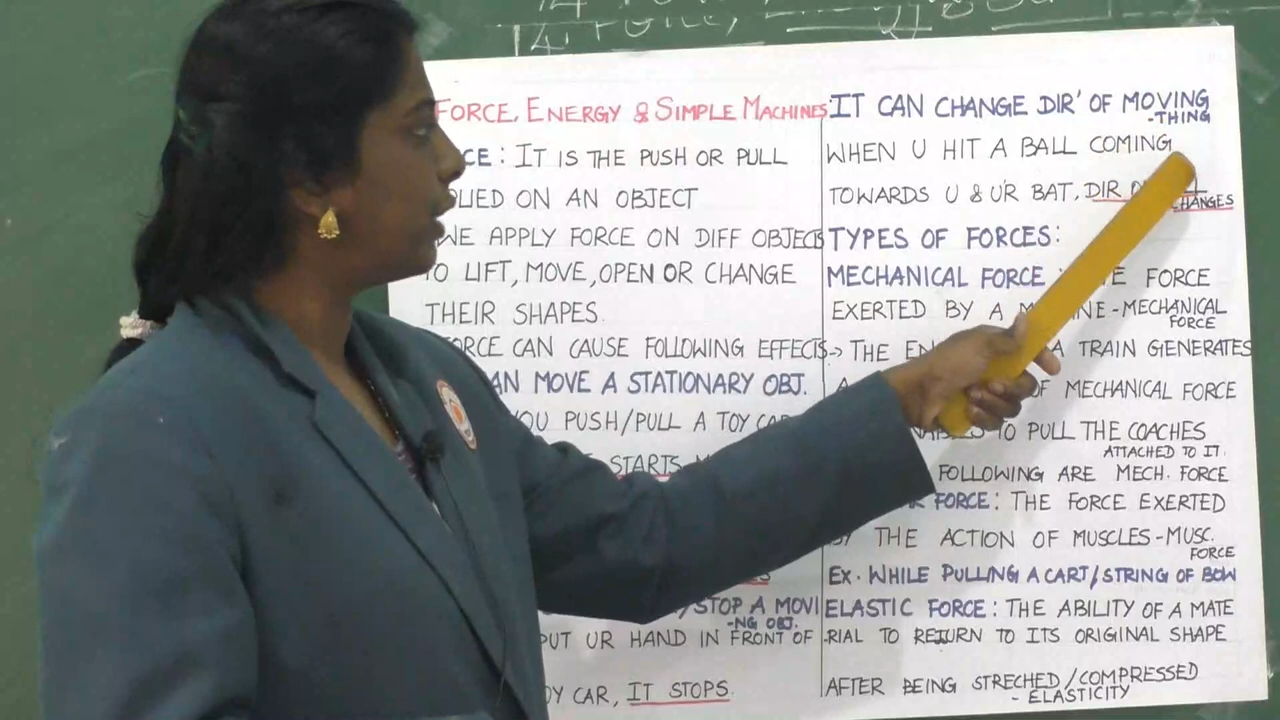 Force,
14
FORCE, ENERGY & SIMPLE MACHINES
CE: IT IS THE PUSH OR PULL
LIED ON AN OBJECT
WE APPLY FORCE ON DIFF OBJECTS
TO LIFT, MOVE, OPEN OR CHANGE
THEIR SHAPES.
FORCE CAN CAUSE FOLLOWING EFFECTS
AN MOVE A STATIONARY OBJ.
YOU PUSH/PULL A TOY CAR
STARTS
/STOP A MOVI
-NG OBJ.
PUT UR HAND IN FRONT OF
OY CAR, IT STOPS.
IT CAN CHANGE DIR' OF MOVING
-THING
WHEN U HIT A BALL COMING
TOWARDS U & U'R BAT, DIR
CHANGES
TYPES OF FORCES:
MECHANICAL FORCE: FORCE
EXERTED BY A MACHINE-MECHANICAL
FORCE
-> THE EN A TRAIN GENERATES
A OF MECHANICAL FORCE
TO PULL THE COACHES
ATTACHED TO IT.
FOLLOWING ARE MECH. FORCE
FORCE: THE FORCE EXERTED
BY THE ACTION OF MUSCLES-MUSC.
FORCE
EX. WHILE PULLING A CART/STRING OF BOW
ELASTIC FORCE: THE ABILITY OF A MATE
-RIAL TO RETURN TO ITS ORIGINAL SHAPE
AFTER BEING STRECHED/COMPRESSED
- ELASTICITY